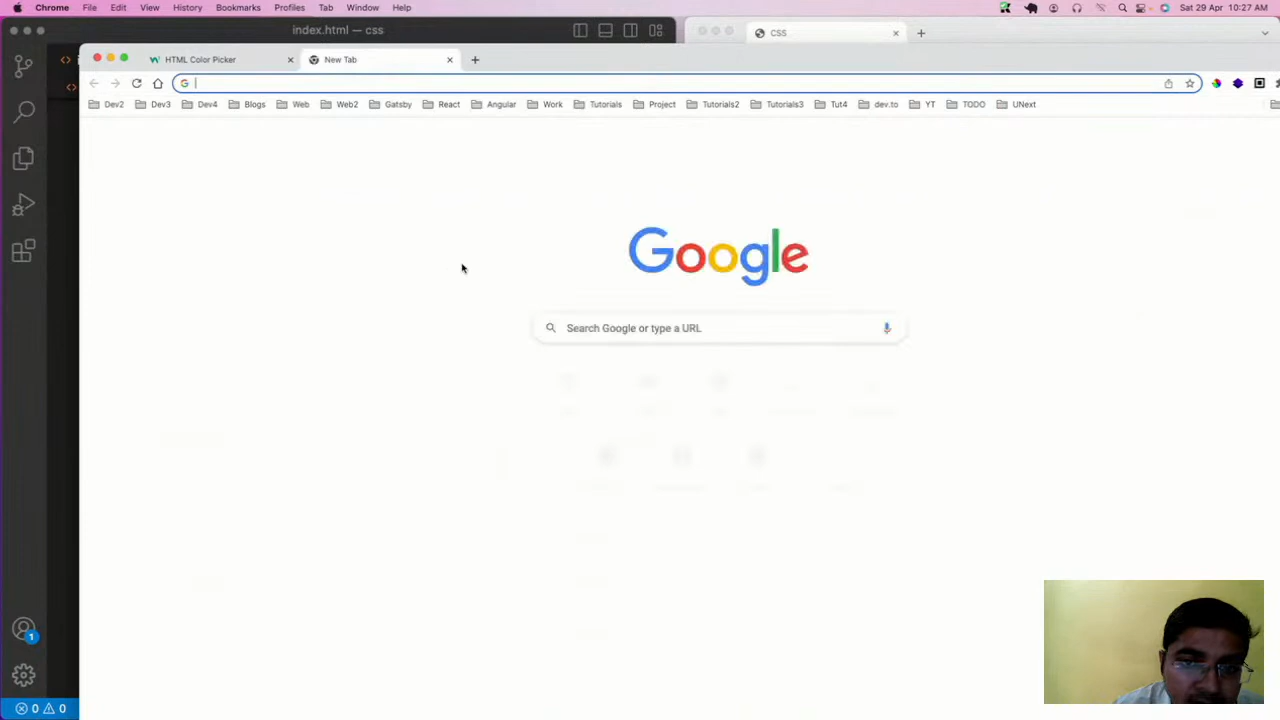 Chrome File Edit View History Bookmarks Profiles Tab Window Help Sat 29 Apr 10:27 AM
index.html — css
CSS
HTML Color Picker
New Tab
Dev2 Dev3 Dev4 Blogs Web Web2 Gatsby React Angular Work Tutorials Project Tutorials2 Tutorials3 Tut4 dev.to YT TODO UNext
Google
Search Google or type a URL
1
0 0